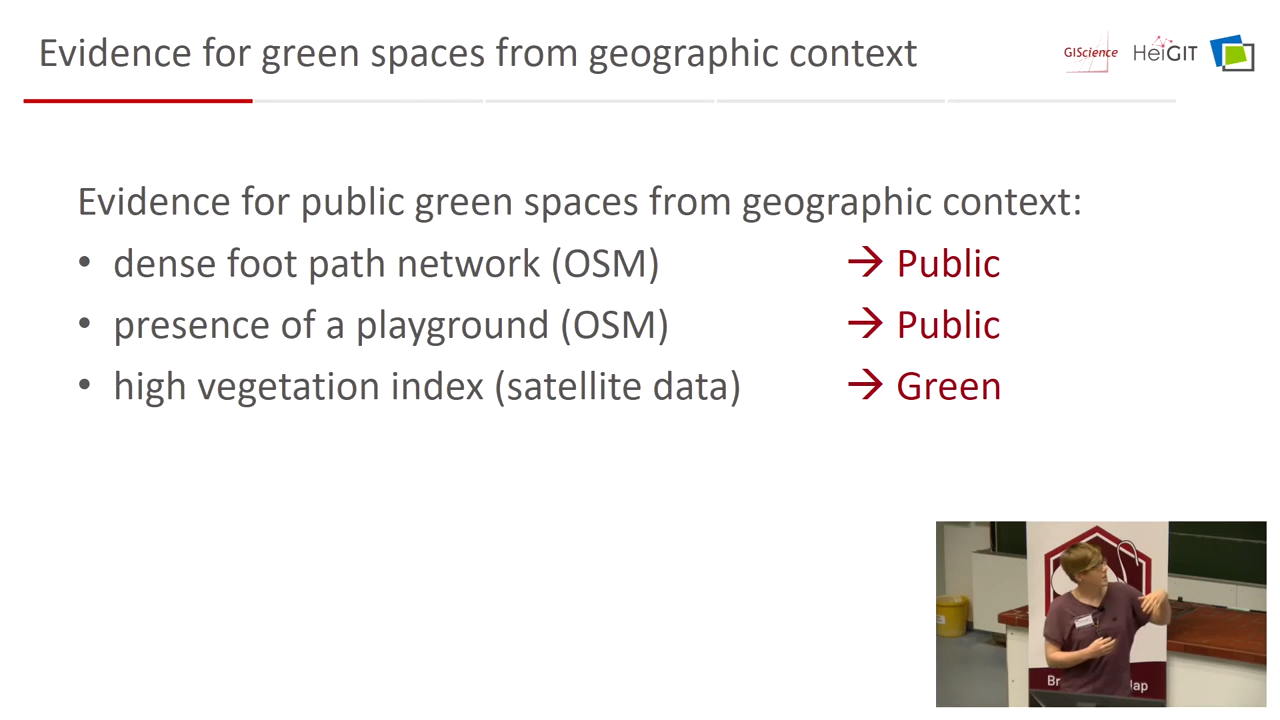 Evidence for green spaces from geographic context
GIScience HeiGIT
Evidence for public green spaces from geographic context:
• dense foot path network (OSM) → Public
• presence of a playground (OSM) → Public
• high vegetation index (satellite data) → Green